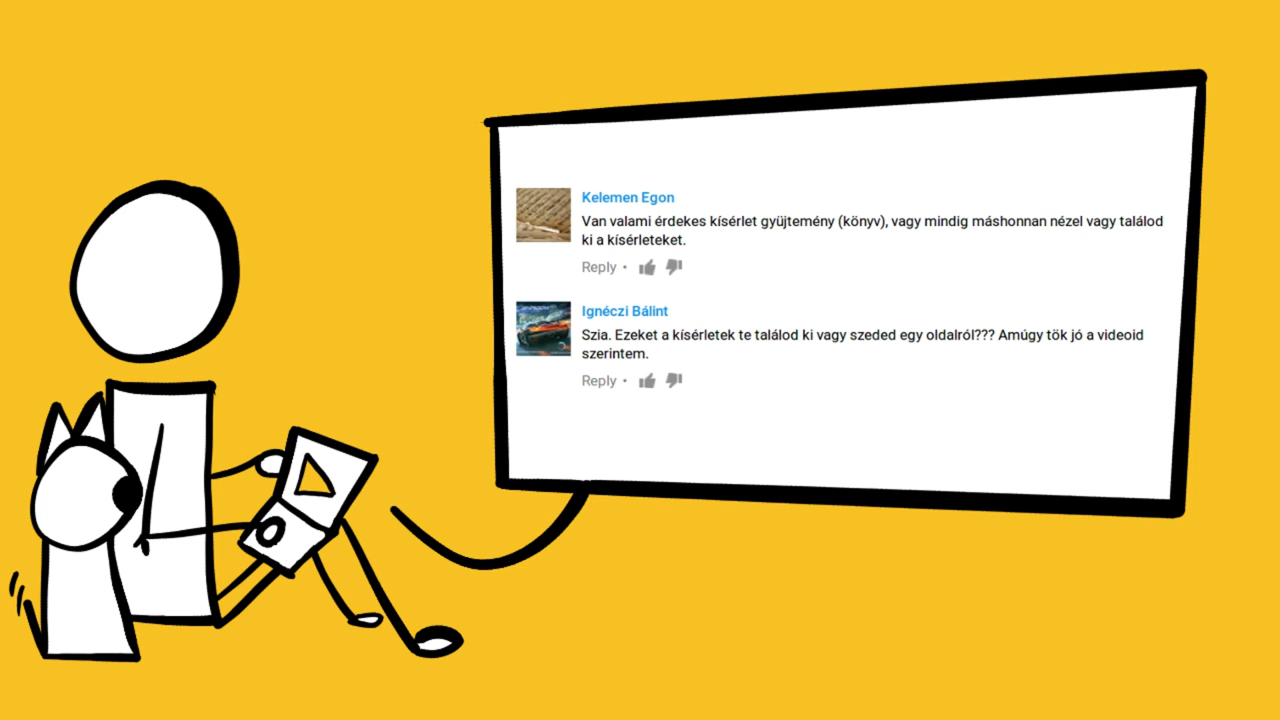 Kelemen Egon
Van valami érdekes kísérlet gyüjtemény (könyv), vagy mindig máshonnan nézel vagy találod
ki a kísérleteket.
Reply •
Ignéczi Bálint
Szia. Ezeket a kísérletek te találod ki vagy szeded egy oldalról??? Amúgy tök jó a videoid
szerintem.
Reply •